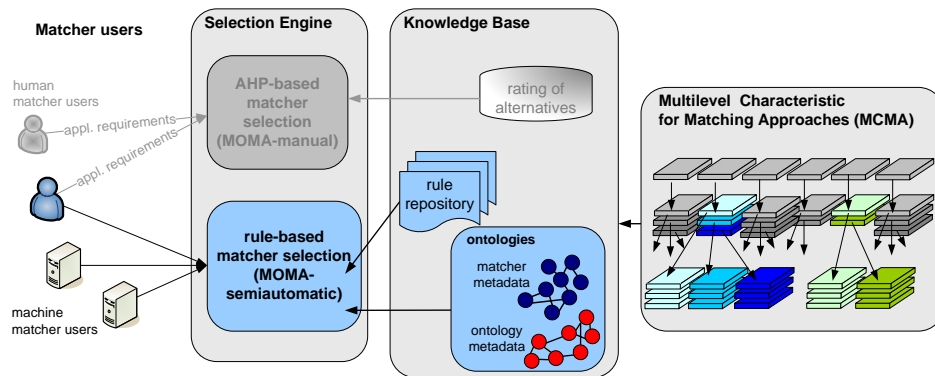 Matcher users
human
matcher users
appl. requirements
appl. requirements
machine
matcher users
Selection Engine
AHP-based
matcher
selection
(MOMA-manual)
rule-based
matcher selection
(MOMA-
semiautomatic)
Knowledge Base
rating of
alternatives
rule
repository
ontologies
matcher
metadata
ontology
metadata
Multilevel Characteristic
for Matching Approaches (MCMA)